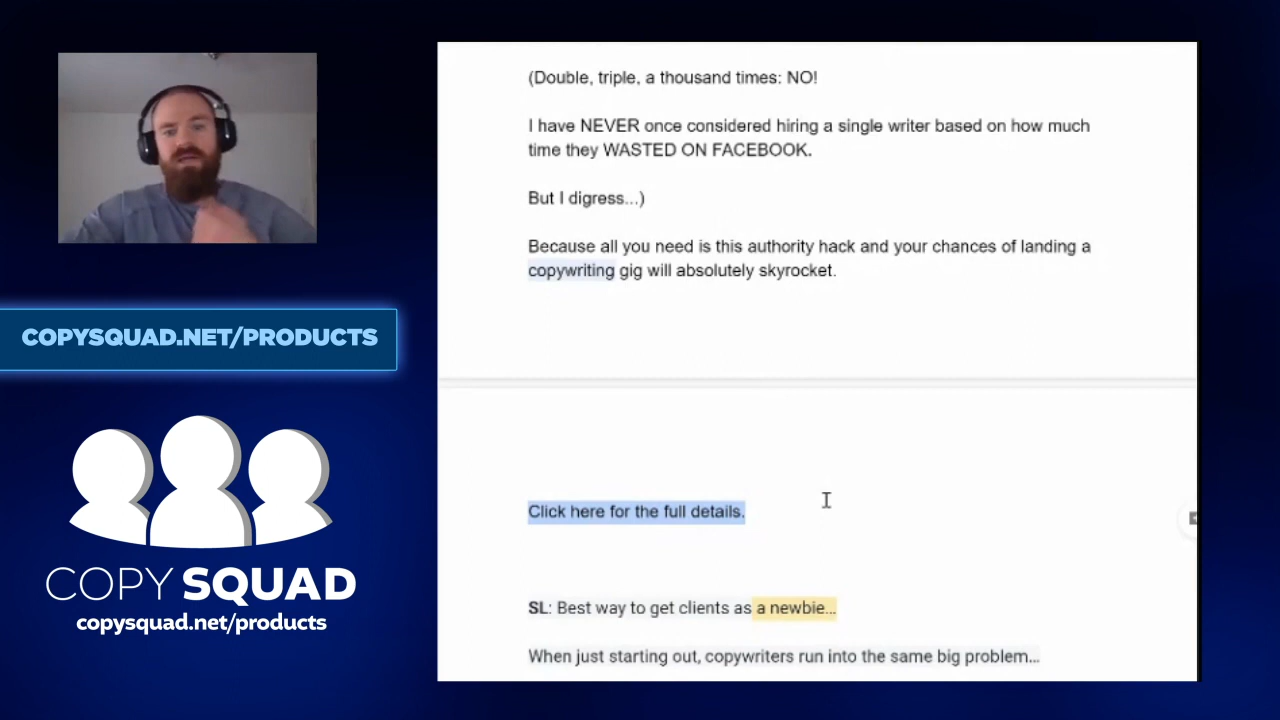 (Double, triple, a thousand times: NO!
I have NEVER once considered hiring a single writer based on how much
time they WASTED ON FACEBOOK.
But I digress...)
Because all you need is this authority hack and your chances of landing a
copywriting gig will absolutely skyrocket.
Click here for the full details.
SL: Best way to get clients as a newbie...
When just starting out, copywriters run into the same big problem...
COPYSQUAD.NET/PRODUCTS
COPY SQUAD
copysquad.net/products